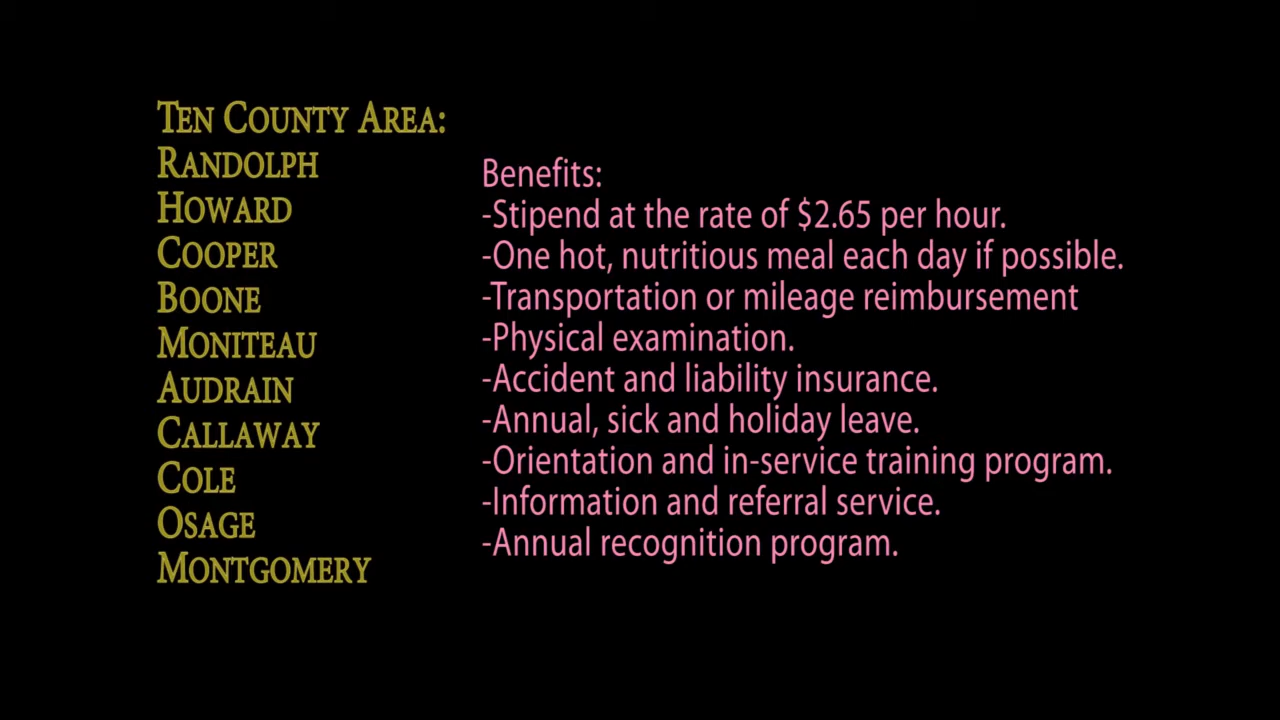 Ten County Area:
Randolph
Howard
Cooper
Boone
Moniteau
Audrain
Callaway
Cole
Osage
Montgomery
Benefits:
-Stipend at the rate of $2.65 per hour.
-One hot, nutritious meal each day if possible.
-Transportation or mileage reimbursement
-Physical examination.
-Accident and liability insurance.
-Annual, sick and holiday leave.
-Orientation and in-service training program.
-Information and referral service.
-Annual recognition program.